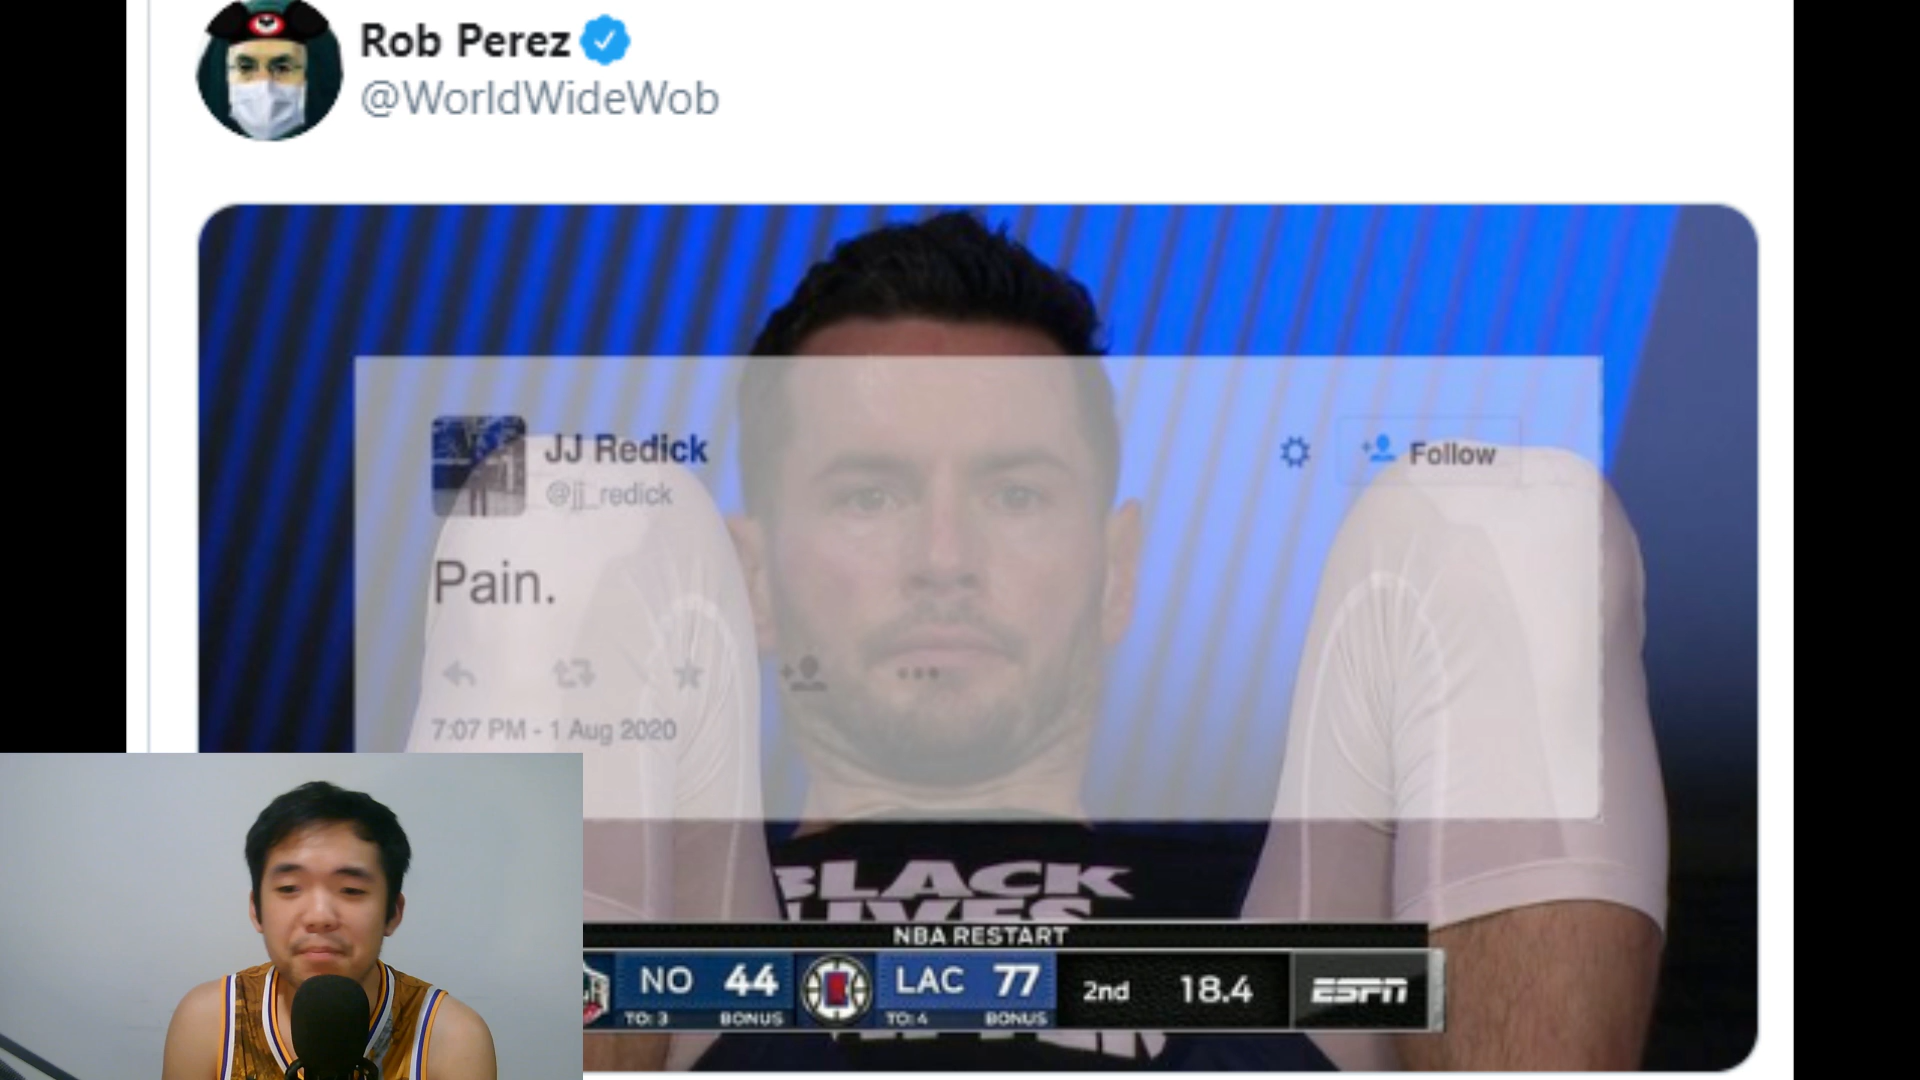 Rob Perez
@WorldWideWob
JJ Redick
@jj_redick
Follow
Pain.
7:07 PM - 1 Aug 2020
BLACK
LIVES
NBA RESTART
NO 44 LAC 77 2nd 18.4 ESPN
TO: 3 BONUS TO: 4 BONUS